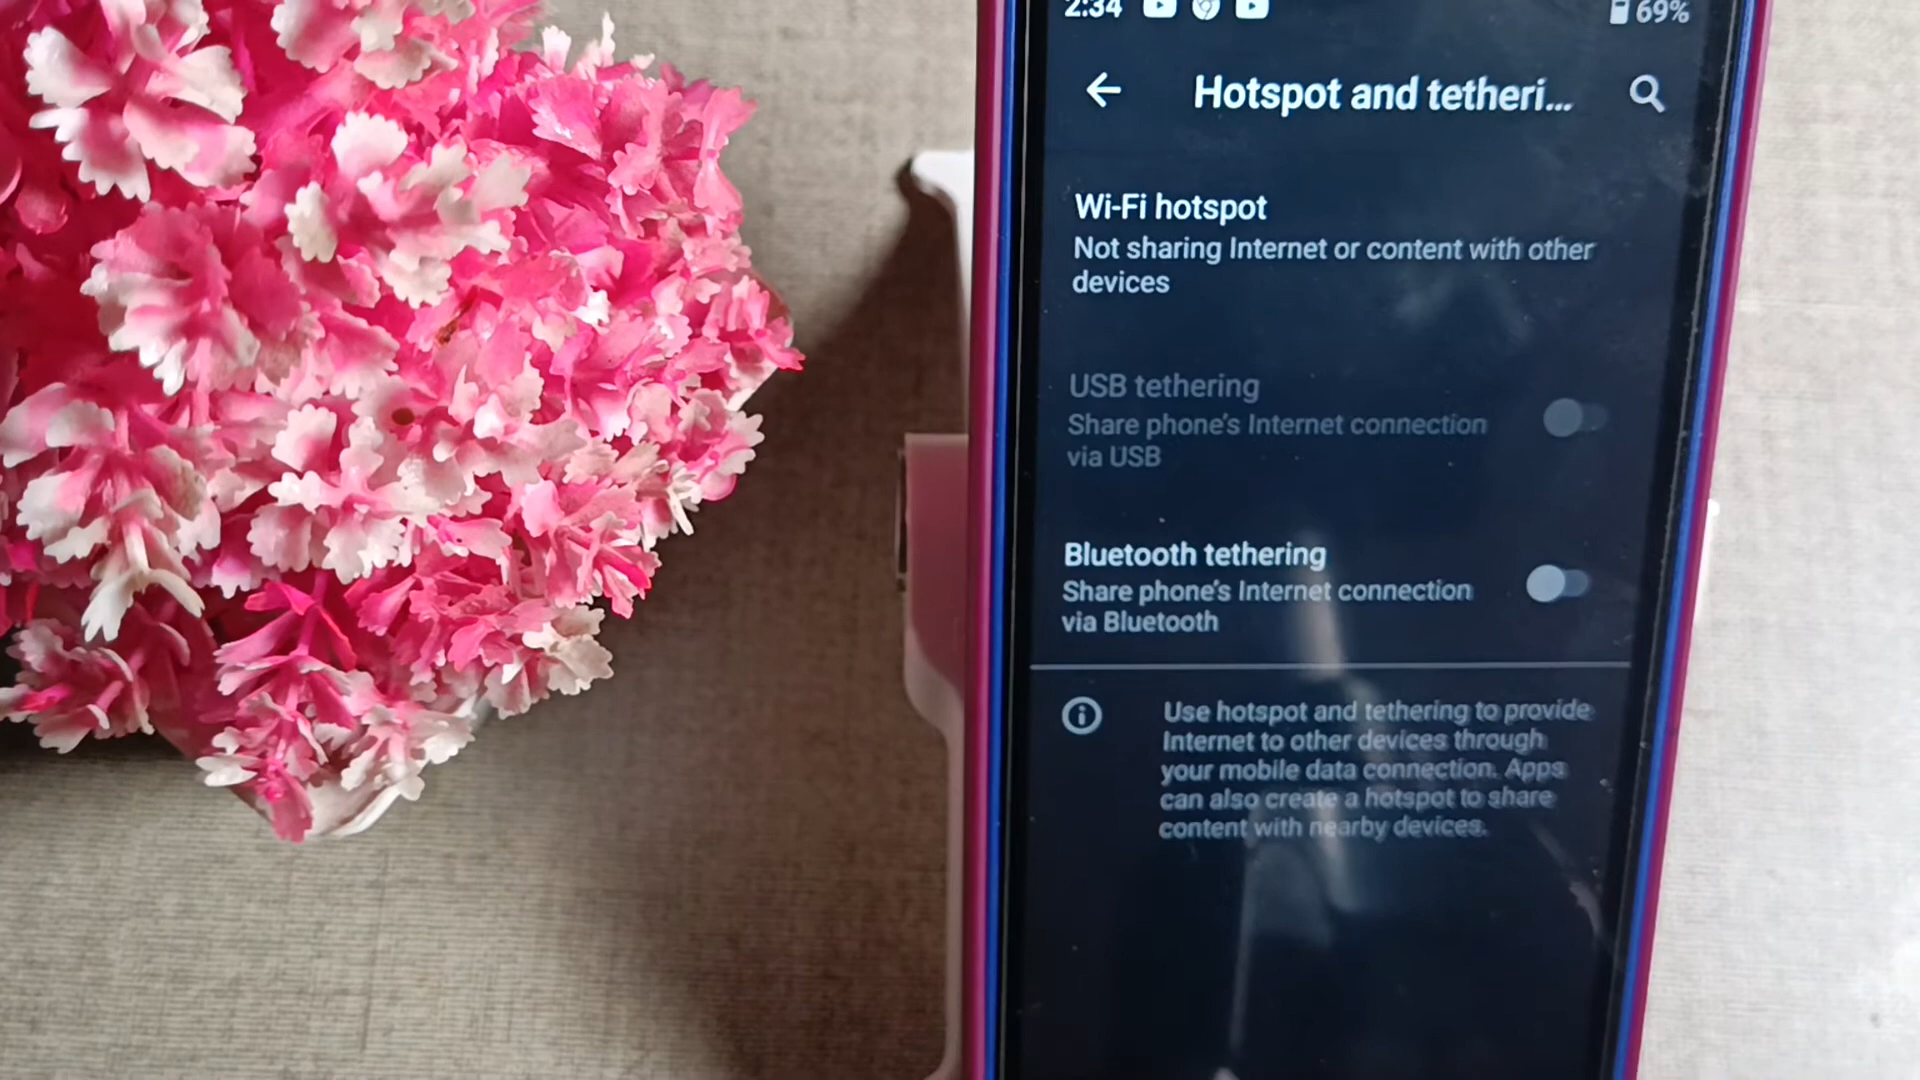 2:34 69%
Hotspot and tetheri...
Wi-Fi hotspot
Not sharing Internet or content with other
devices
USB tethering
Share phone's Internet connection
via USB
Bluetooth tethering
Share phone's Internet connection
via Bluetooth
Use hotspot and tethering to provide
Internet to other devices through
your mobile data connection. Apps
can also create a hotspot to share
content with nearby devices.